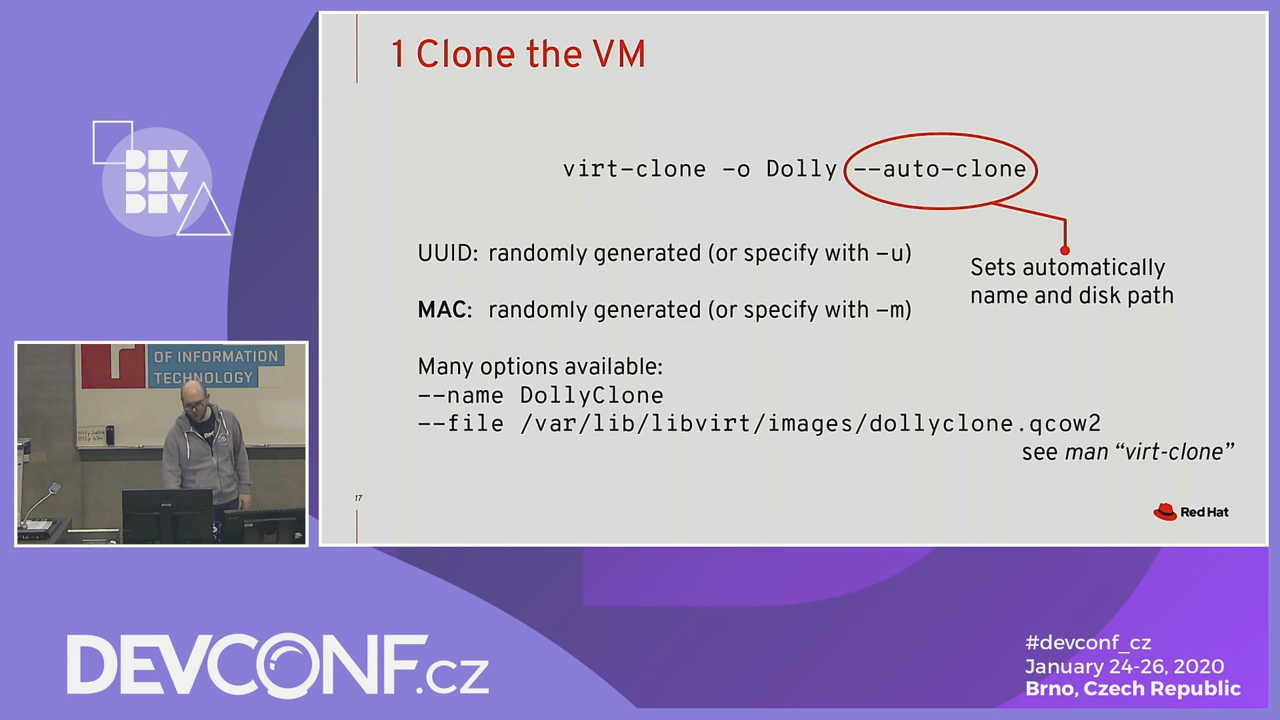 1 Clone the VM
virt-clone -o Dolly --auto-clone
UUID: randomly generated (or specify with -u)
Sets automatically
name and disk path
MAC: randomly generated (or specify with -m)
Many options available:
--name DollyClone
--file /var/lib/libvirt/images/dollyclone.qcow2
see man “virt-clone”
17
Red Hat
DEV
DEV
DEV
OF INFORMATION
TECHNOLOGY
DEVCONF.cz
#devconf_cz
January 24-26, 2020
Brno, Czech Republic